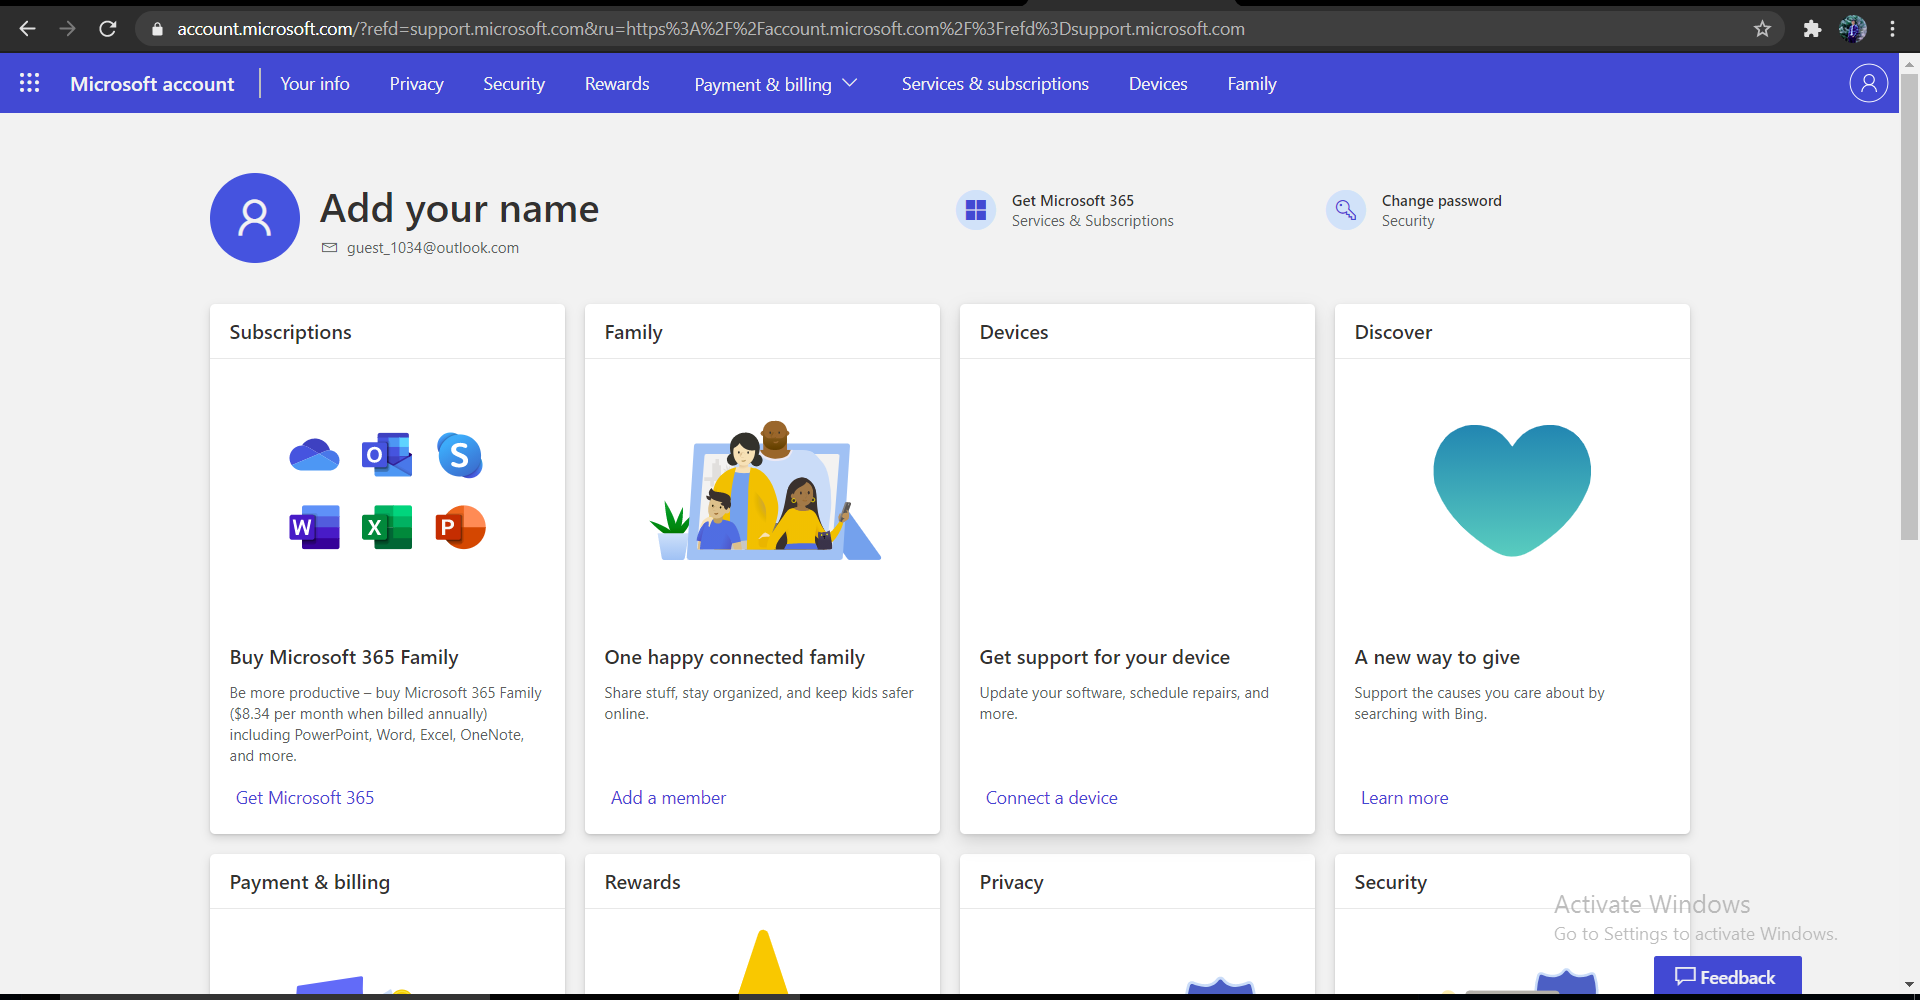 account.microsoft.com/?refd=support.microsoft.com&ru=https%3A%2F%2Faccount.microsoft.com%2F%3Frefd%3Dsupport.microsoft.com
Microsoft account
Your info
Privacy
Security
Rewards
Payment & billing
Services & subscriptions
Devices
Family
Add your name
guest_1034@outlook.com
Get Microsoft 365
Services & Subscriptions
Change password
Security
Subscriptions
O
S
W
X
P
Buy Microsoft 365 Family
Be more productive – buy Microsoft 365 Family
($8.34 per month when billed annually)
including PowerPoint, Word, Excel, OneNote,
and more.
Get Microsoft 365
Family
One happy connected family
Share stuff, stay organized, and keep kids safer
online.
Add a member
Devices
Get support for your device
Update your software, schedule repairs, and
more.
Connect a device
Discover
A new way to give
Support the causes you care about by
searching with Bing.
Learn more
Payment & billing
Rewards
Privacy
Security
Activate Windows
Go to Settings to activate Windows.
Feedback